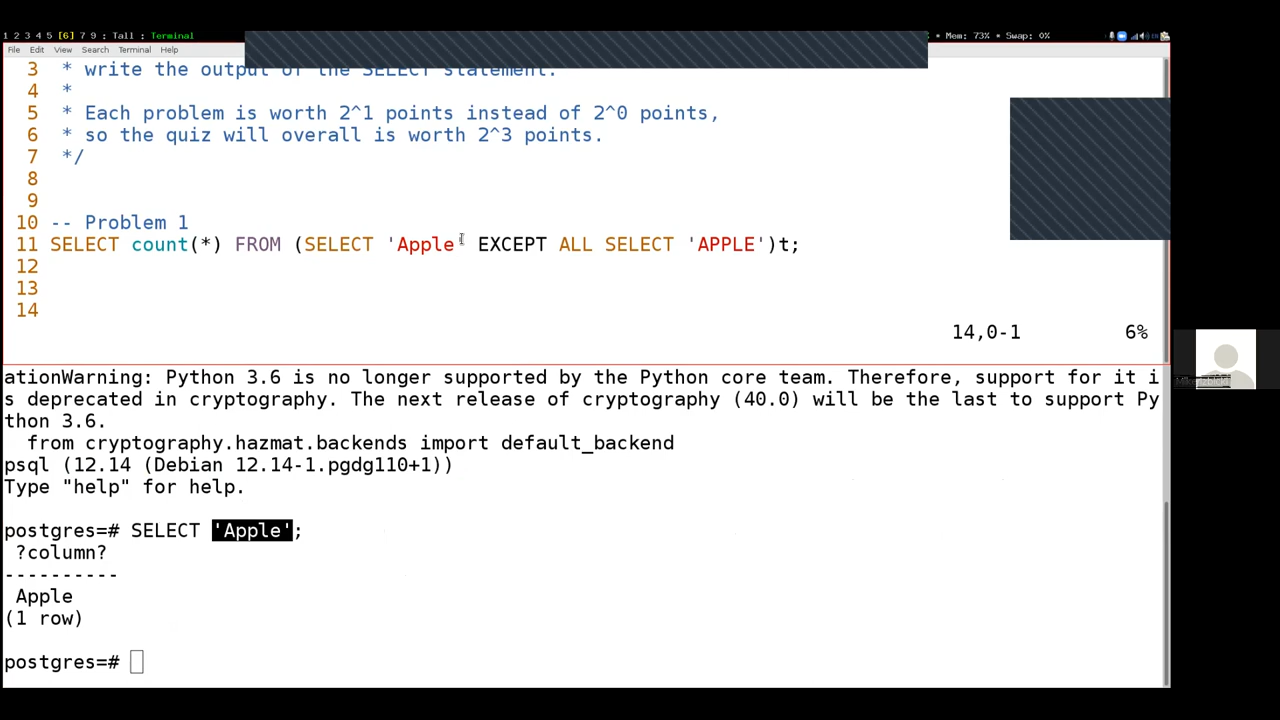 1 2 3 4 5 [6] 7 9 : Tall : Terminal
% * Mem: 73% * Swap: 0%
File Edit View Search Terminal Help
3 * write the output of the SELECT statement.
4 *
5 * Each problem is worth 2^1 points instead of 2^0 points,
6 * so the quiz will overall is worth 2^3 points.
7 */
8
9
10 -- Problem 1
11 SELECT count(*) FROM (SELECT 'Apple' EXCEPT ALL SELECT 'APPLE')t;
12
13
14
14,0-1 6%
ationWarning: Python 3.6 is no longer supported by the Python core team. Therefore, support for it i
s deprecated in cryptography. The next release of cryptography (40.0) will be the last to support Py
thon 3.6.
from cryptography.hazmat.backends import default_backend
psql (12.14 (Debian 12.14-1.pgdg110+1))
Type "help" for help.
postgres=# SELECT 'Apple';
?column?
----------
Apple
(1 row)
postgres=#